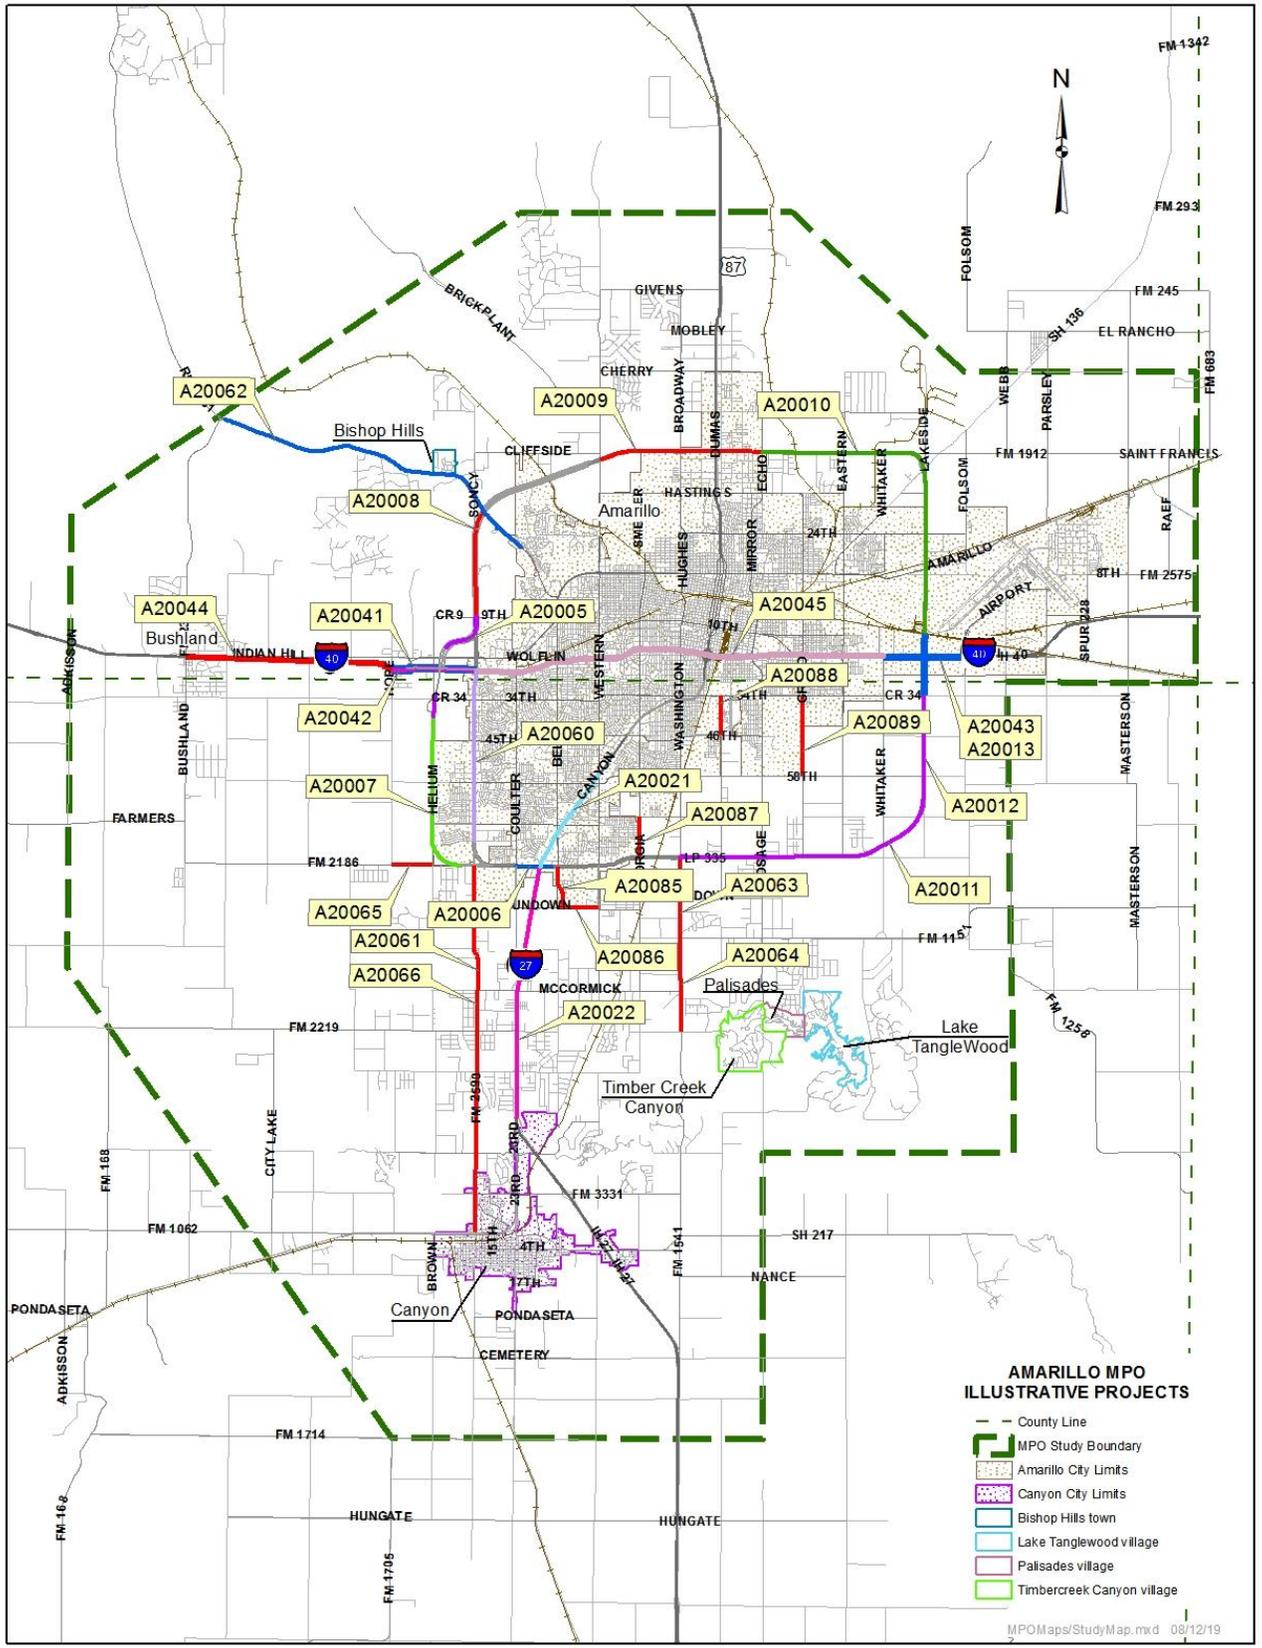 FM 1342
N
FM 293
FOLSOM
87
GIVENS
FM 245
BRICKPLANT
SH 136
MOBLEY
EL RANCHO
CHERRY
BROADWAY
WEBB
PARSLEY
FM 683
A20062
A20009
A20010
DUMAS
LAKESIDE
Bishop Hills
CLIFFSIDE
ECHO
EASTERN
WHITAKER
FM 1912
SAINT FRANCIS
FOLSOM
A20008
SONCY
HASTINGS
Amarillo
RAEF
24TH
HUGHES
MIRROR
AMARILLO
8TH
FM 2575
AIRPORT
A20044
A20041
CR 9
9TH
A20005
A20045
SPUR 228
Bushland
10TH
ADKISSON
INDIAN HILL
40
WOLFLIN
WESTERN
WASHINGTON
40
IH 40
A20088
CR 34
34TH
34TH
CR 34
A20042
A20089
A20043
A20013
MASTERSON
BUSHLAND
45TH
A20060
46TH
58TH
CANYON
A20021
A20007
HELIUM
COULTER
WHITAKER
A20012
A20087
FARMERS
OSAGE
LP 335
FM 2186
A20011
MASTERSON
A20065
A20006
A20085
A20063
UNDOWN
FM 1151
A20061
A20086
A20064
A20066
27
MCCORMICK
Palisades
FM 1258
A20022
FM 2219
Lake
TangleWood
FM 2590
Timber Creek
Canyon
CITY LAKE
23RD
FM 168
23RD
FM 3331
FM 1062
15TH
4TH
IH 27
IH 27
FM 1541
SH 217
BROWN
17TH
NANCE
PONDASETA
Canyon
PONDASETA
ADKISSON
CEMETERY
AMARILLO MPO
ILLUSTRATIVE PROJECTS
County Line
MPO Study Boundary
Amarillo City Limits
Canyon City Limits
Bishop Hills town
Lake Tanglewood village
Palisades village
Timbercreek Canyon village
FM 1714
FM 168
HUNGATE
HUNGATE
FM 1705
MPOMaps/StudyMap.mxd 08/12/19